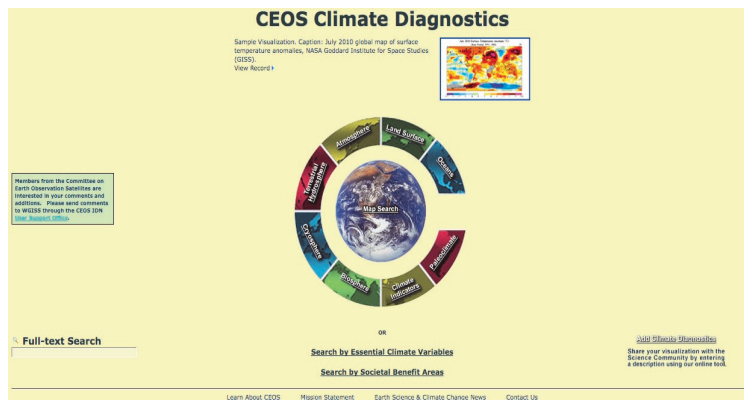 CEOS Climate Diagnostics
Sample Visualization. Caption: July 2010 global map of surface
temperature anomalies, NASA Goddard Institute for Space Studies
(GISS).
View Record
Atmosphere
Land Surface
Oceans
Terrestrial
Hydrosphere
Map Search
Cryosphere
Biosphere
Climate
Indicators
Paleoclimate
Members from the Committee on
Earth Observation Satellites are
interested in your comments and
additions. Please send comments
to WGISS through the CEOS IDN
User Support Office.
OR
Full-text Search
Search by Essential Climate Variables
Search by Societal Benefit Areas
Add Climate Diagnostics
Share your visualization with the
Science Community by entering
a description using our online tool.
Learn About CEOS Mission Statement Earth Science & Climate Change News Contact Us